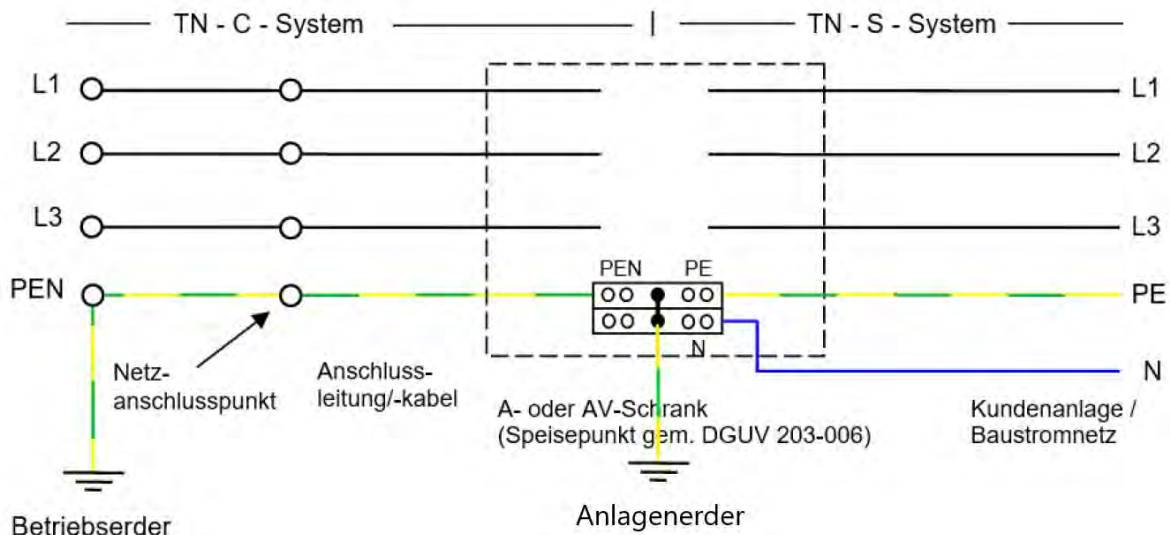 TN - C - System | TN - S - System
L1 L1
L2 L2
L3 L3
PEN PE
PEN PE
N
N
Netz-
anschlusspunkt
Anschluss-
leitung/-kabel
A- oder AV-Schrank
(Speisepunkt gem. DGUV 203-006)
Kundenanlage /
Baustromnetz
Betriebserder
Anlagenerder